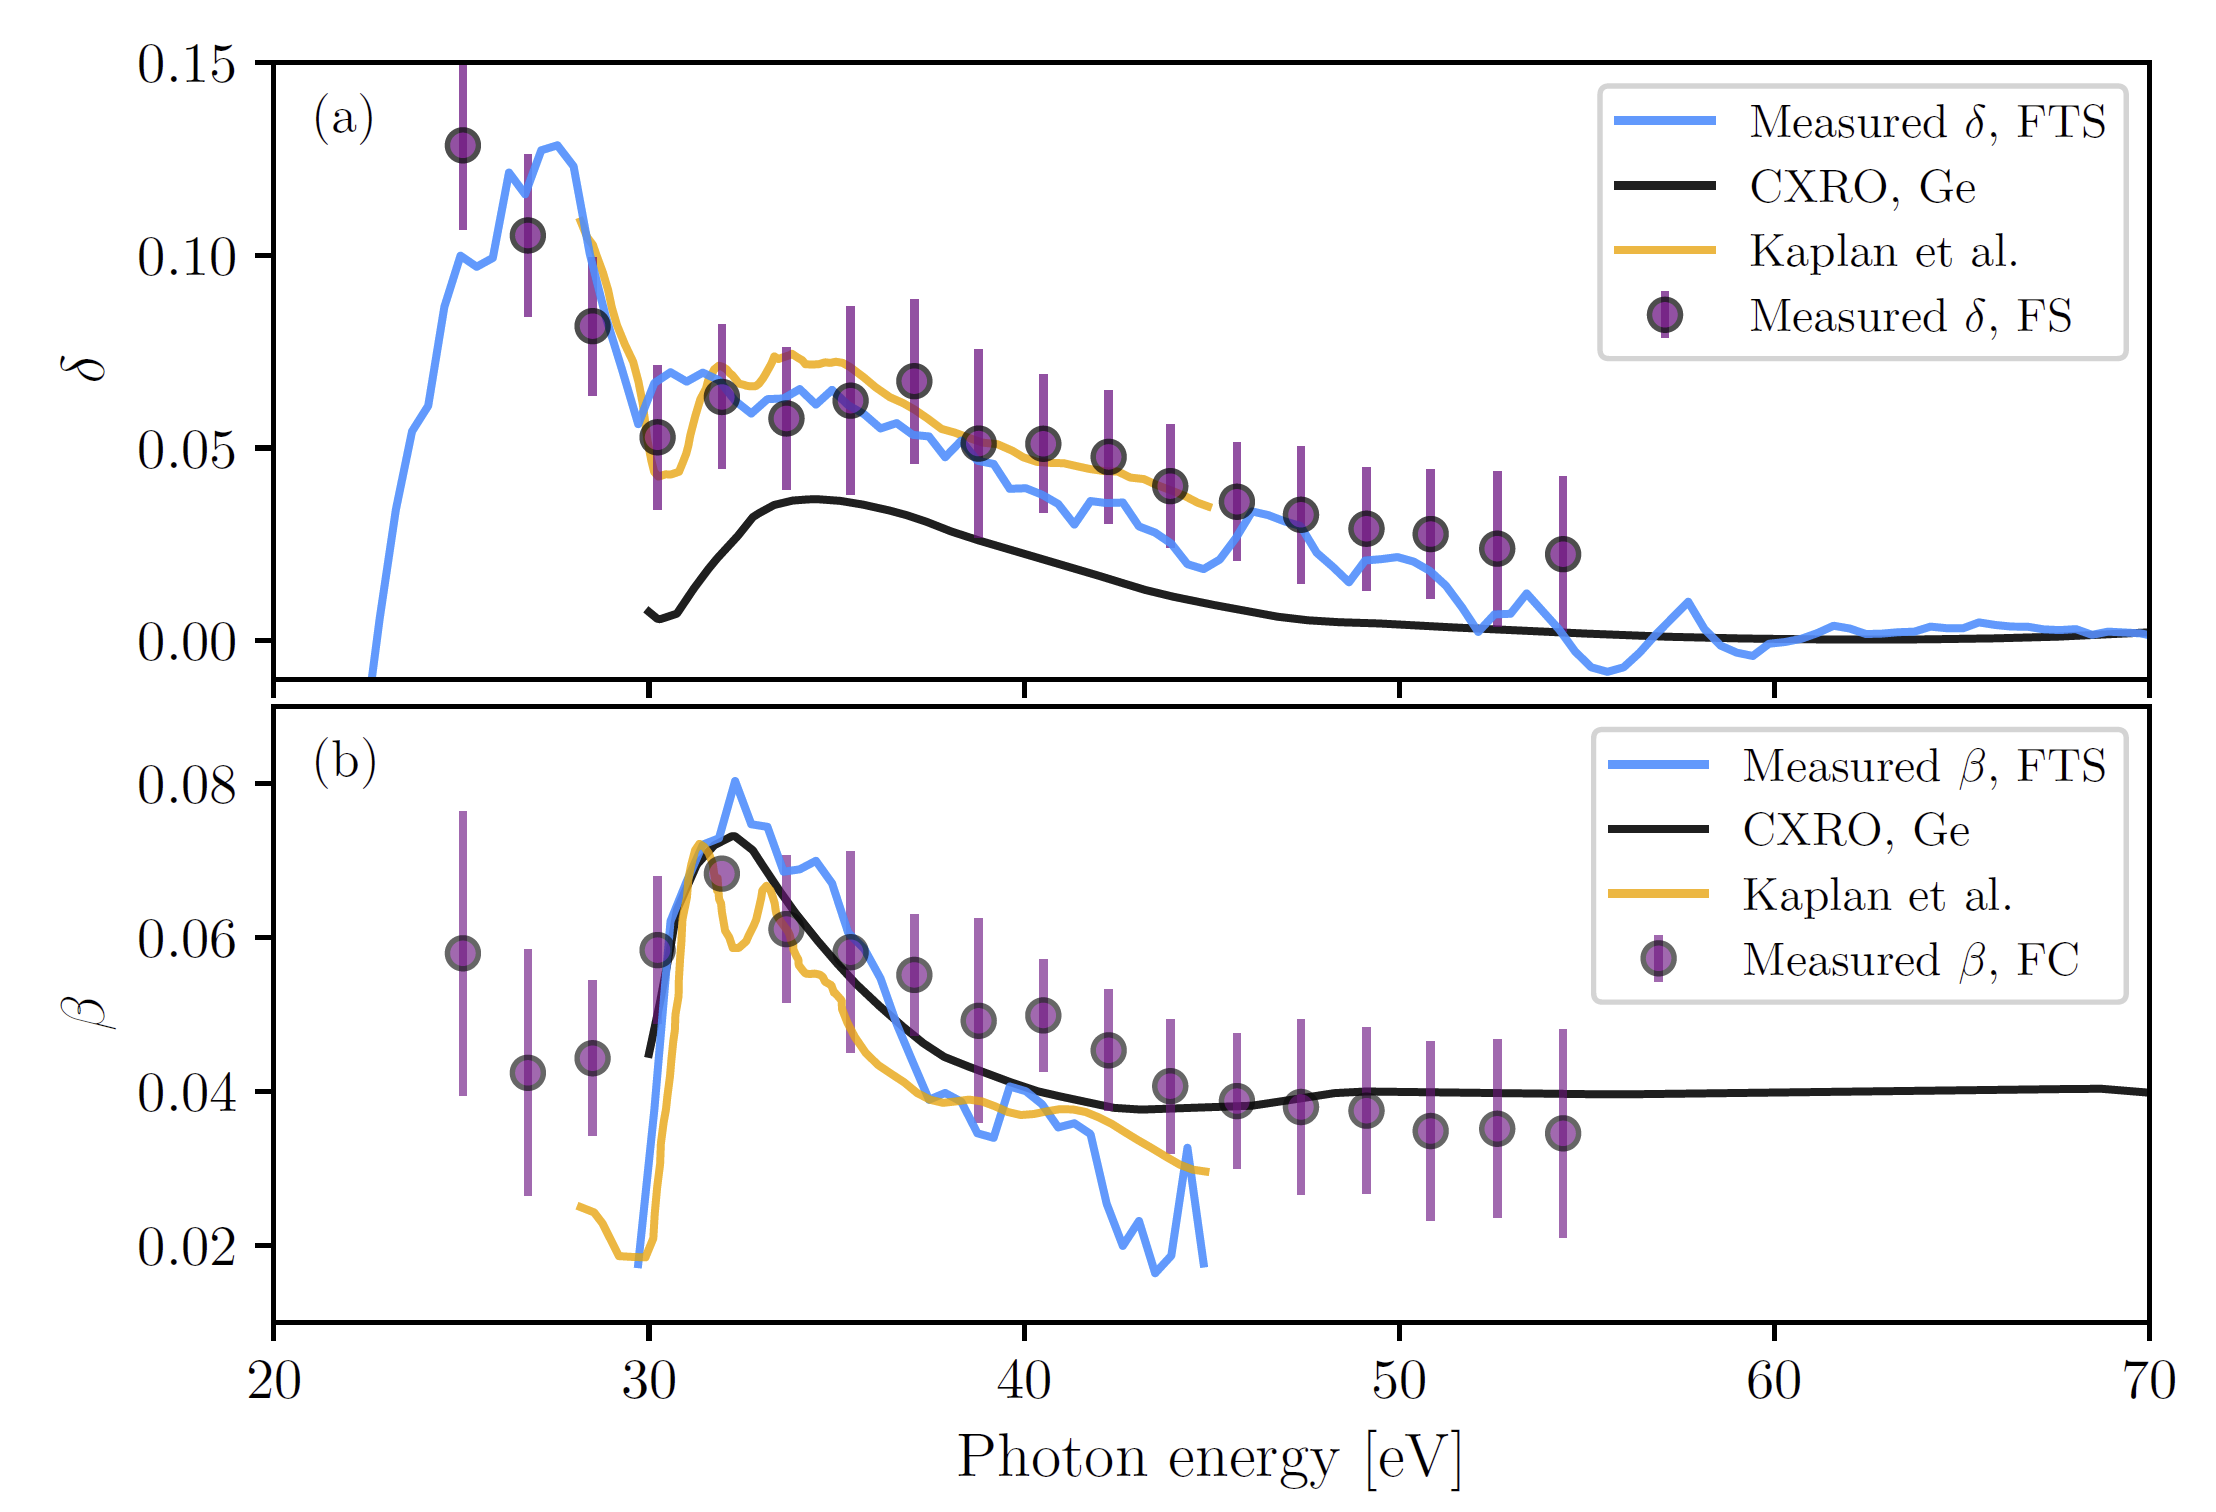 0.15
(a)
Measured δ, FTS
CXRO, Ge
Kaplan et al.
Measured δ, FS
0.10
0.05
0.00
δ
(b)
Measured β, FTS
CXRO, Ge
Kaplan et al.
Measured β, FC
0.08
0.06
0.04
0.02
β
20 30 40 50 60 70
Photon energy [eV]